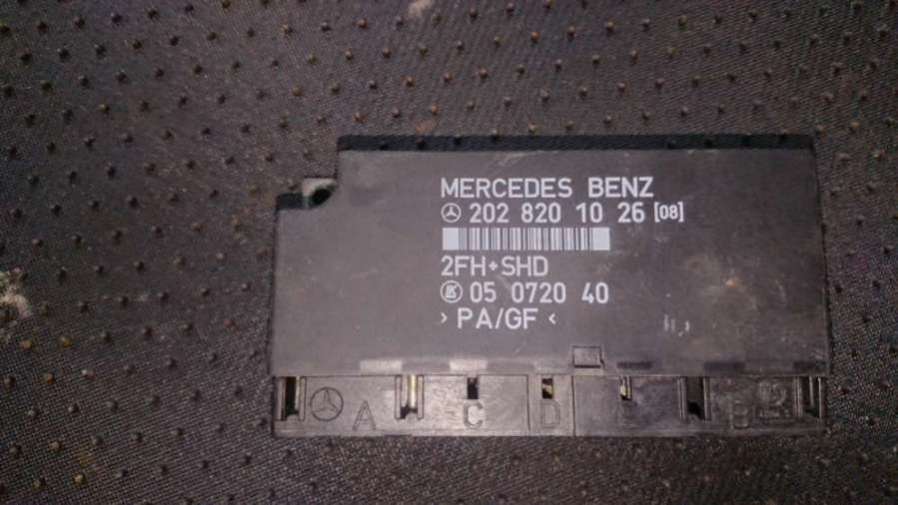 MERCEDES BENZ
202 820 10 26 [08]
2FH+SHD
05 0720 40
> PA/GF <
A C D B